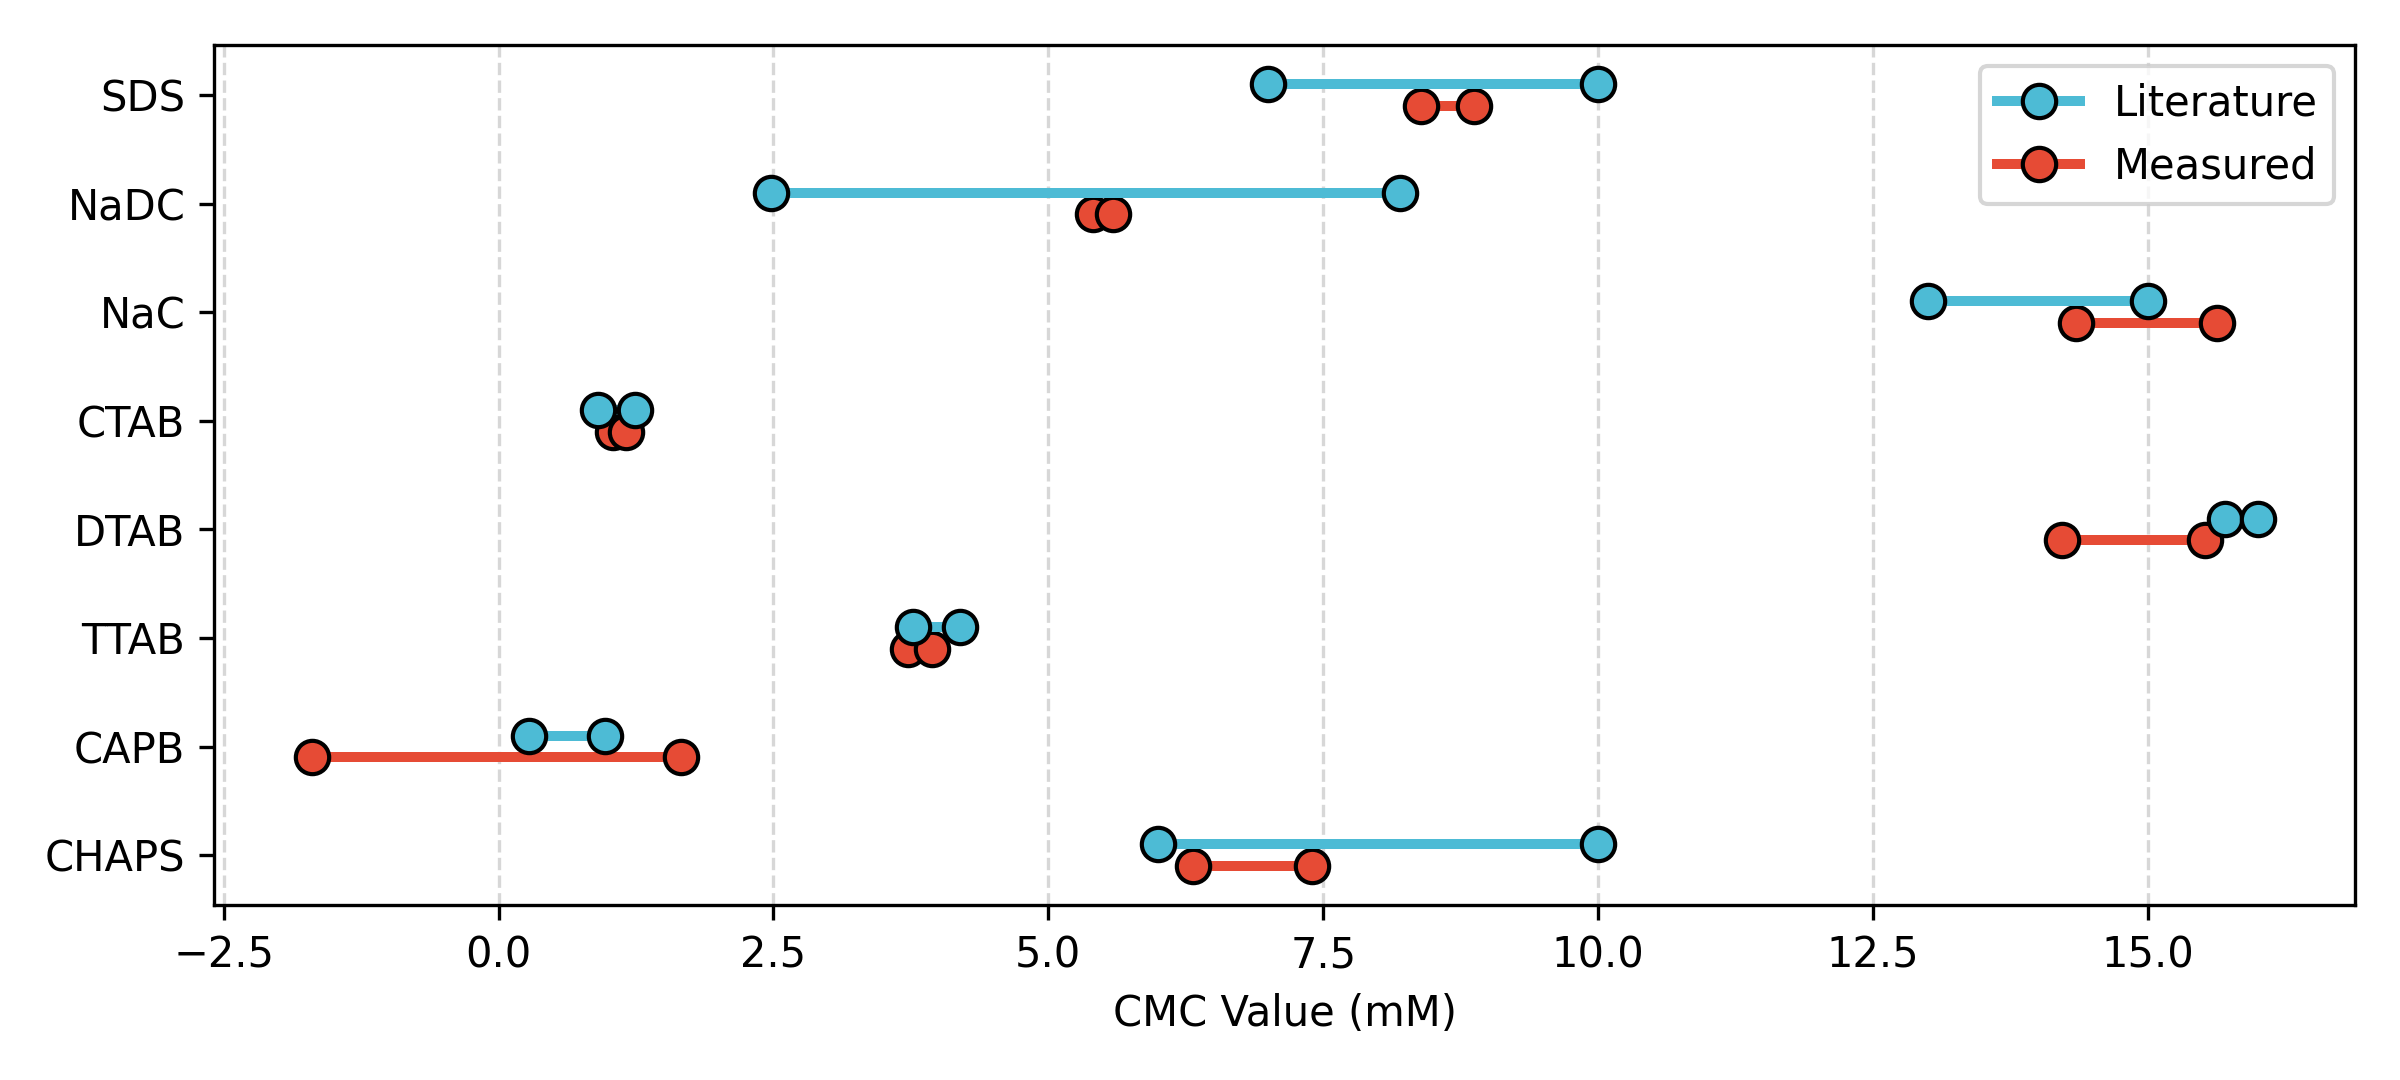 SDS
NaDC
NaC
CTAB
DTAB
TTAB
CAPB
CHAPS
Literature
Measured
−2.5 0.0 2.5 5.0 7.5 10.0 12.5 15.0
CMC Value (mM)